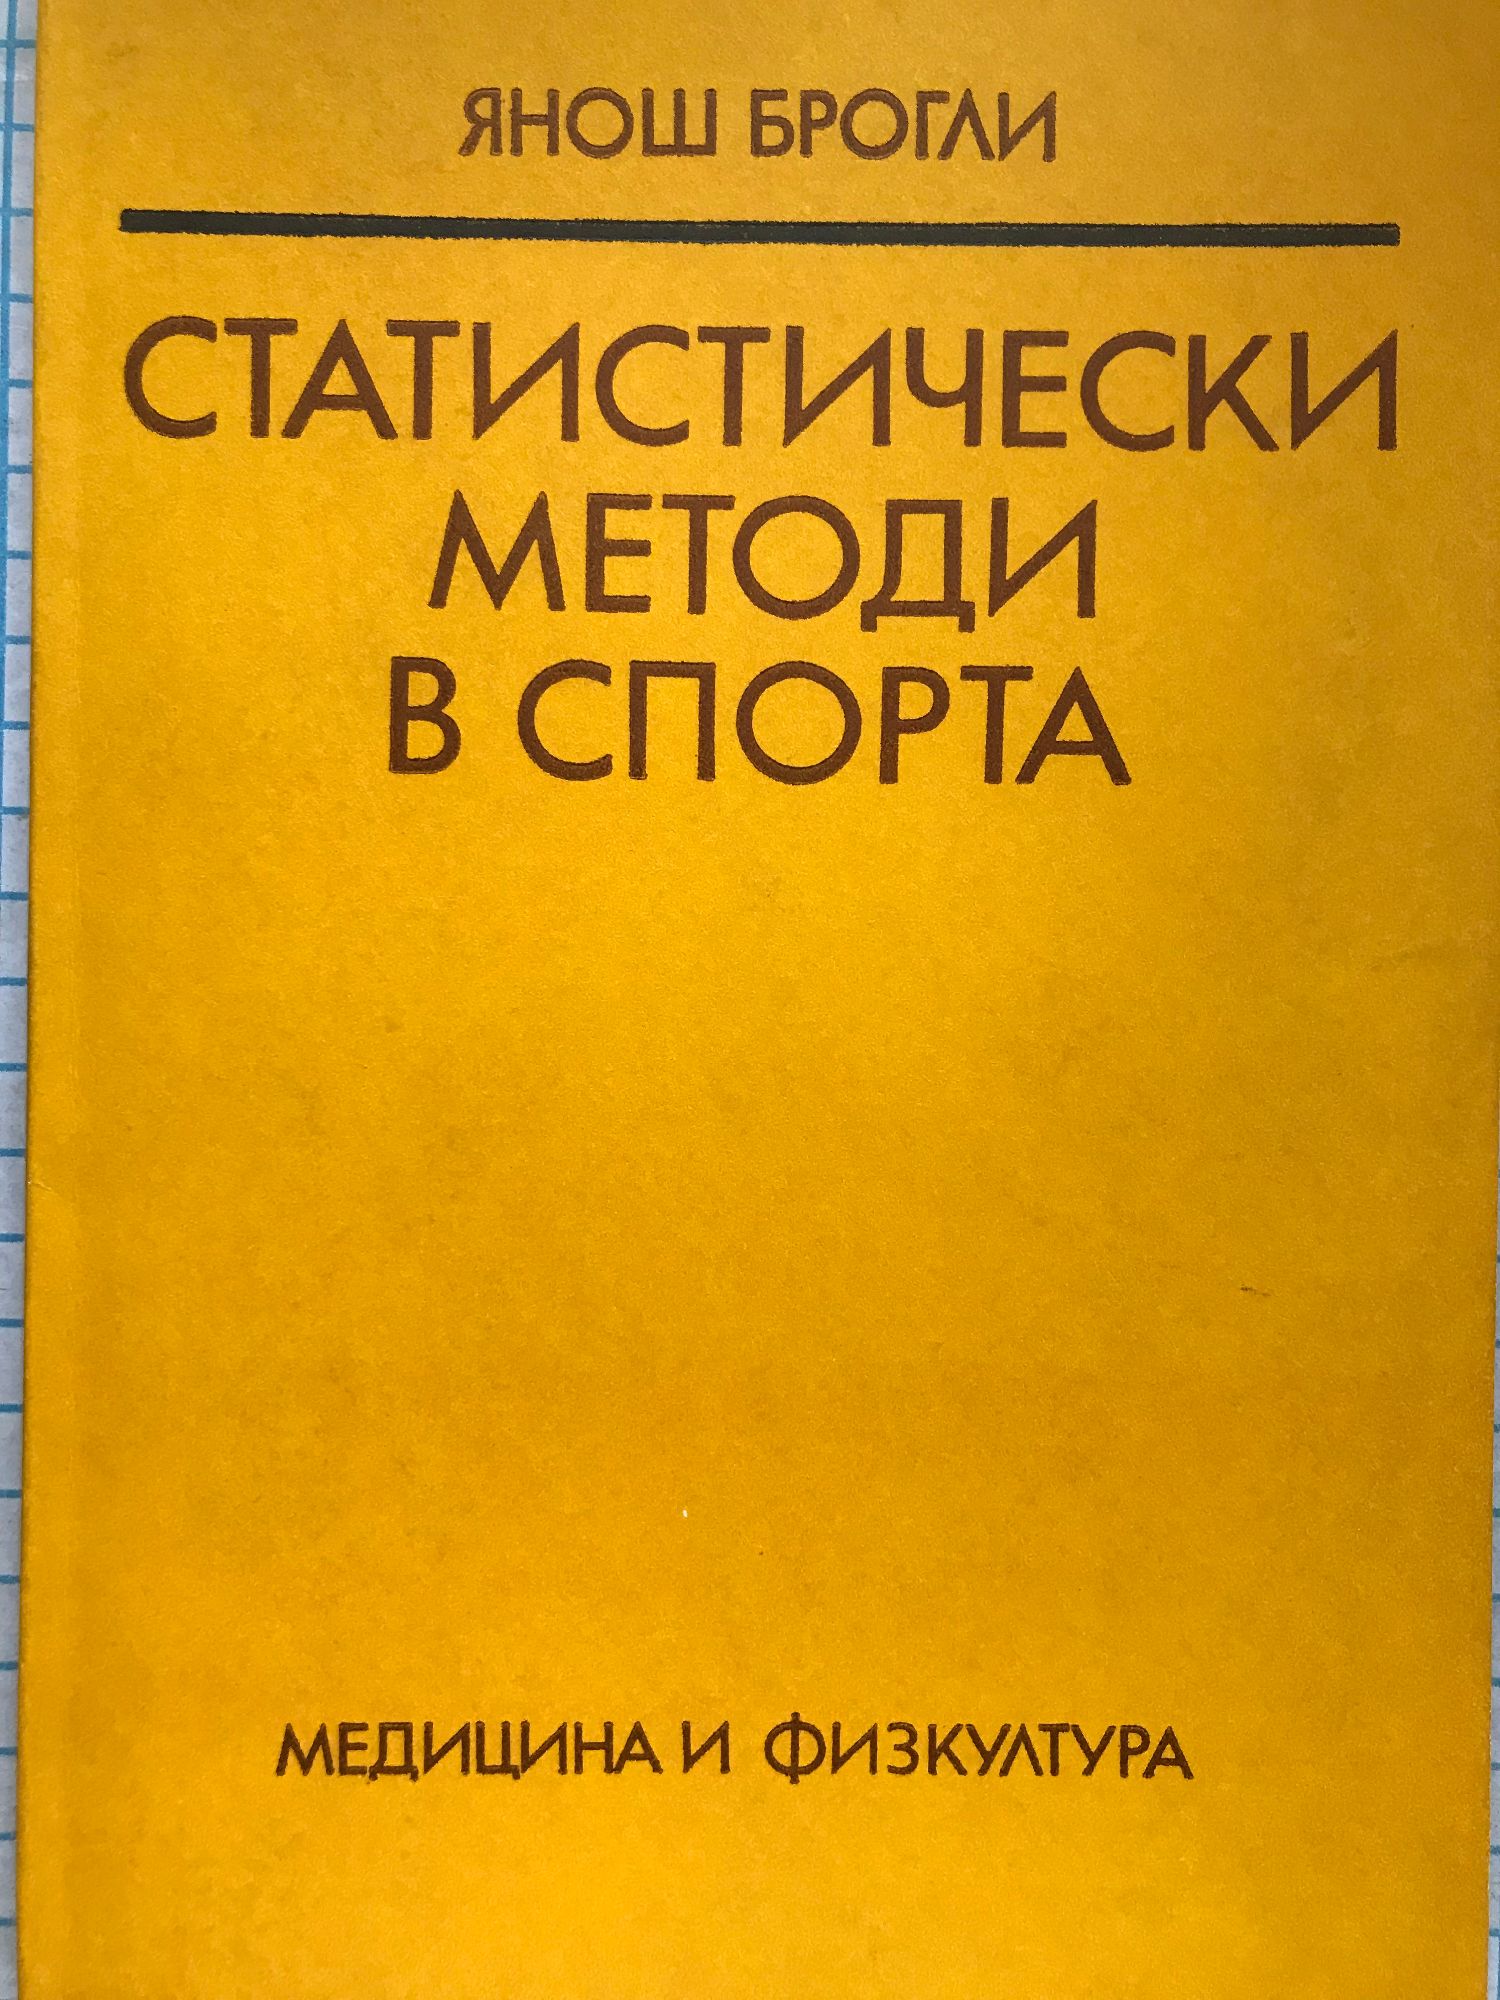 ЯНОШ БРОГЛИ
СТАТИСТИЧЕСКИ
МЕТОДИ
В СПОРТА
МЕДИЦИНА И ФИЗКУЛТУРА